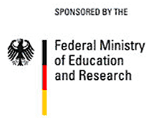 SPONSORED BY THE
Federal Ministry
of Education
and Research